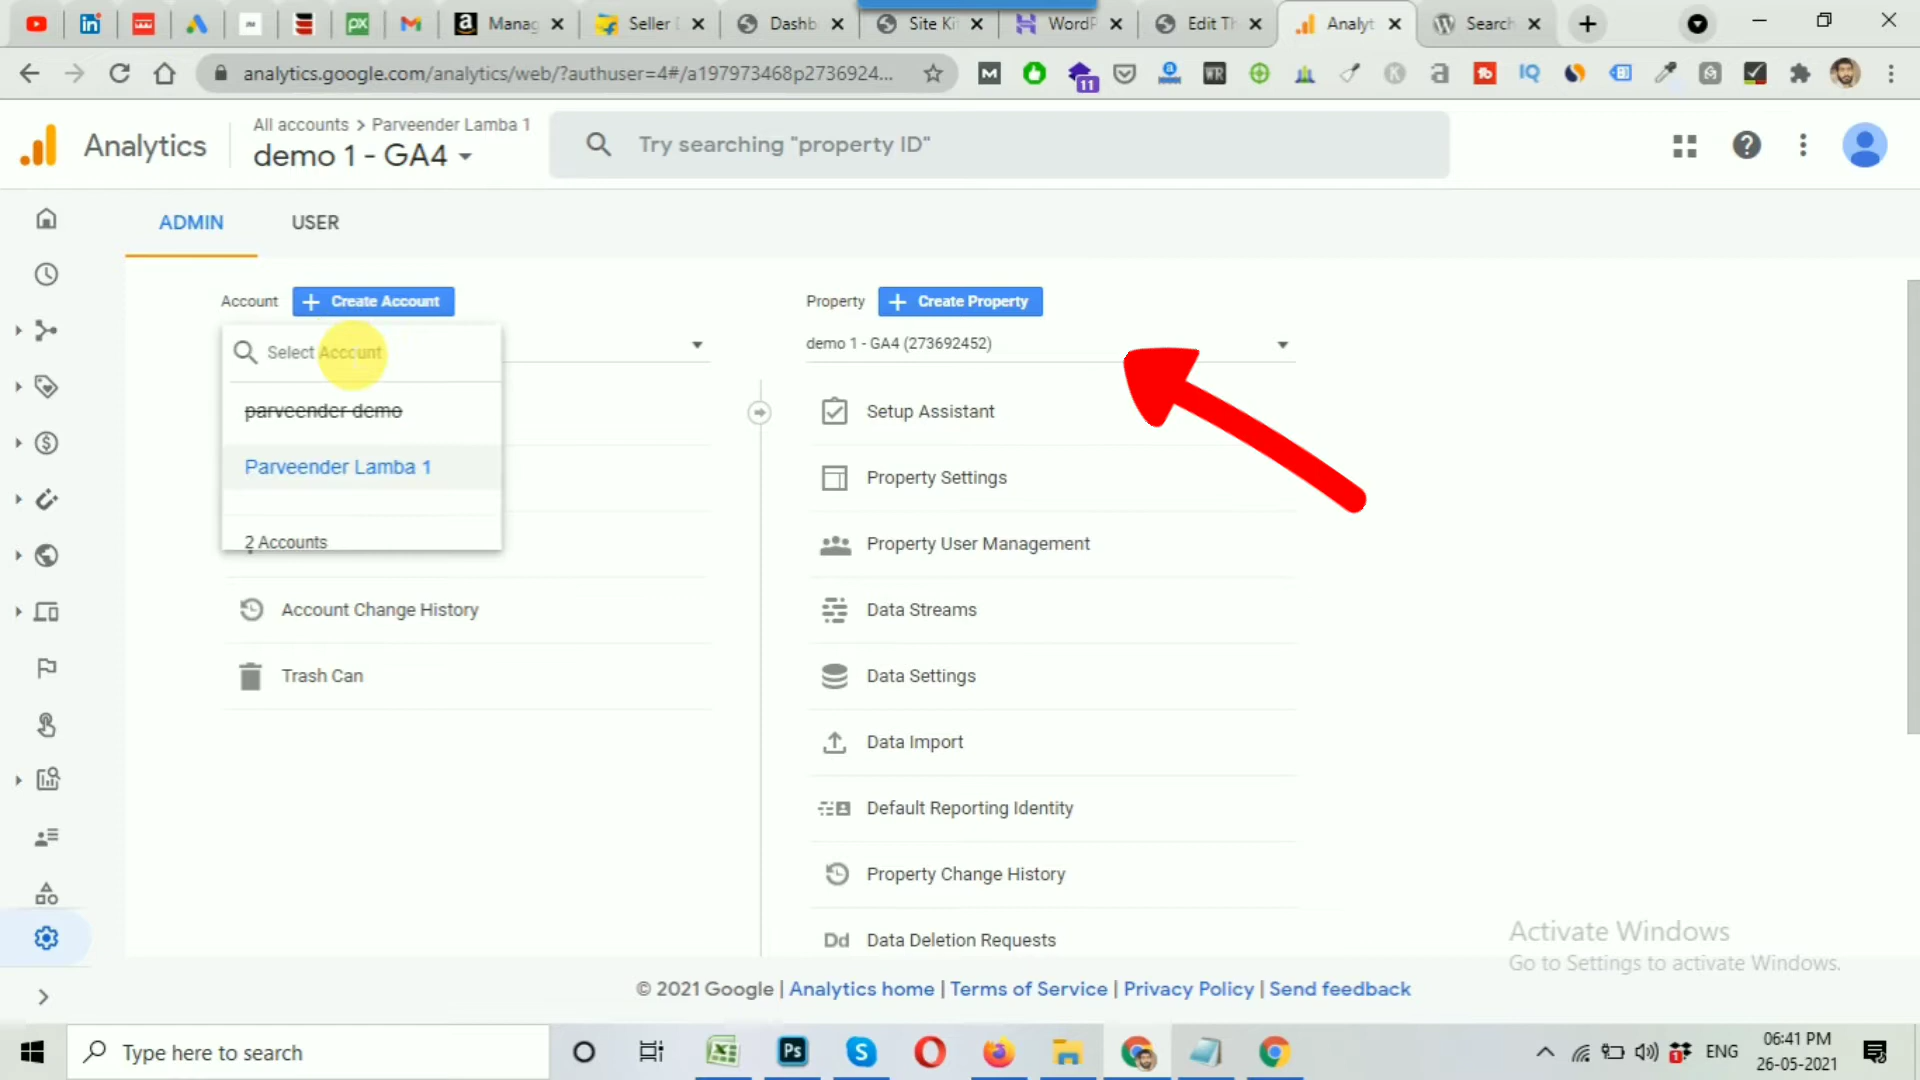 Manag
Seller
Dashb
Site Ki
WordP
Edit Th
Analyt
Search
analytics.google.com/analytics/web/?authuser=4#/a197973468p2736924...
11
Analytics
All accounts > Parveender Lamba 1
demo 1 - GA4
Try searching "property ID"
ADMIN
USER
Account
Create Account
Property
Create Property
Select Account
demo 1 - GA4 (273692452)
parveender demo
Parveender Lamba 1
2 Accounts
Account Change History
Trash Can
Setup Assistant
Property Settings
Property User Management
Data Streams
Data Settings
Data Import
Default Reporting Identity
Property Change History
Dd Data Deletion Requests
Activate Windows
Go to Settings to activate Windows.
© 2021 Google | Analytics home | Terms of Service | Privacy Policy | Send feedback
Type here to search
Ps
ENG
06:41 PM
26-05-2021